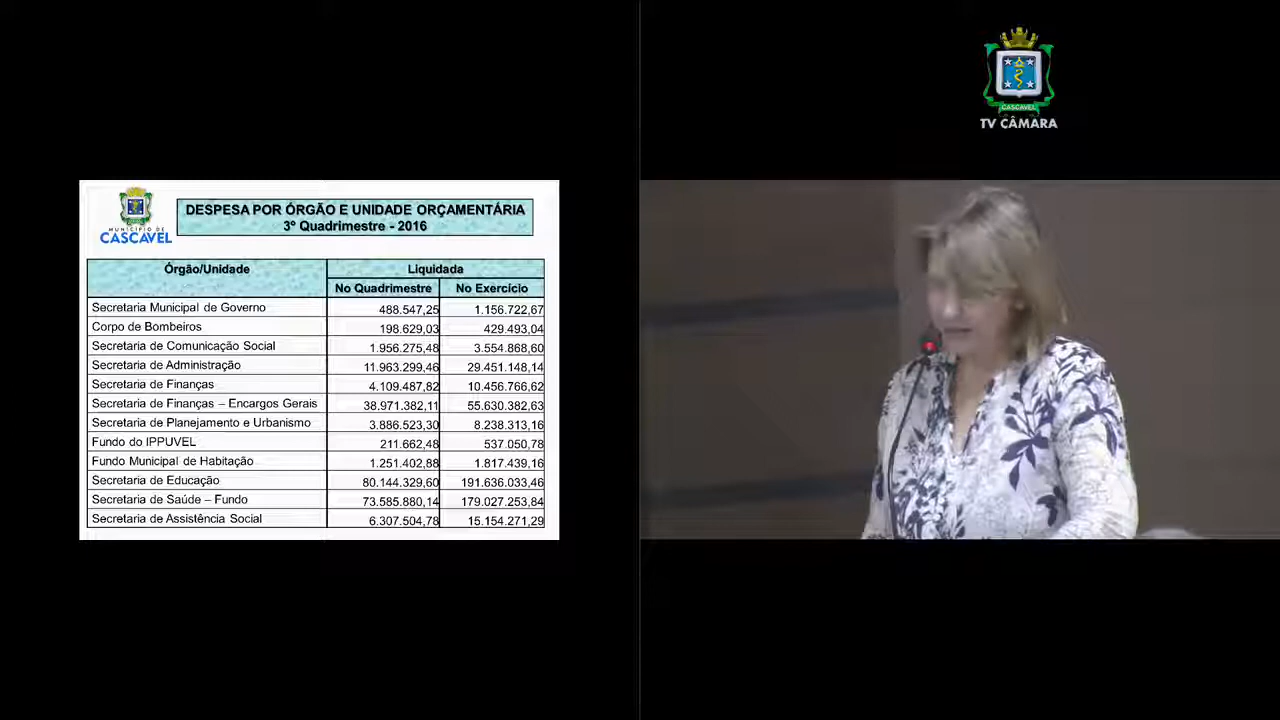 CASCAVEL
TV CÂMARA
MUNICÍPIO DE
CASCAVEL
DESPESA POR ÓRGÃO E UNIDADE ORÇAMENTÁRIA
3º Quadrimestre - 2016
Órgão/Unidade Liquidada
No Quadrimestre No Exercício
Secretaria Municipal de Governo 488.547,25 1.156.722,67
Corpo de Bombeiros 198.629,03 429.493,04
Secretaria de Comunicação Social 1.956.275,48 3.554.868,60
Secretaria de Administração 11.963.299,46 29.451.148,14
Secretaria de Finanças 4.109.487,82 10.456.766,62
Secretaria de Finanças – Encargos Gerais 38.971.382,11 55.630.382,63
Secretaria de Planejamento e Urbanismo 3.886.523,30 8.238.313,16
Fundo do IPPUVEL 211.662,48 537.050,78
Fundo Municipal de Habitação 1.251.402,88 1.817.439,16
Secretaria de Educação 80.144.329,60 191.636.033,46
Secretaria de Saúde – Fundo 73.585.880,14 179.027.253,84
Secretaria de Assistência Social 6.307.504,78 15.154.271,29